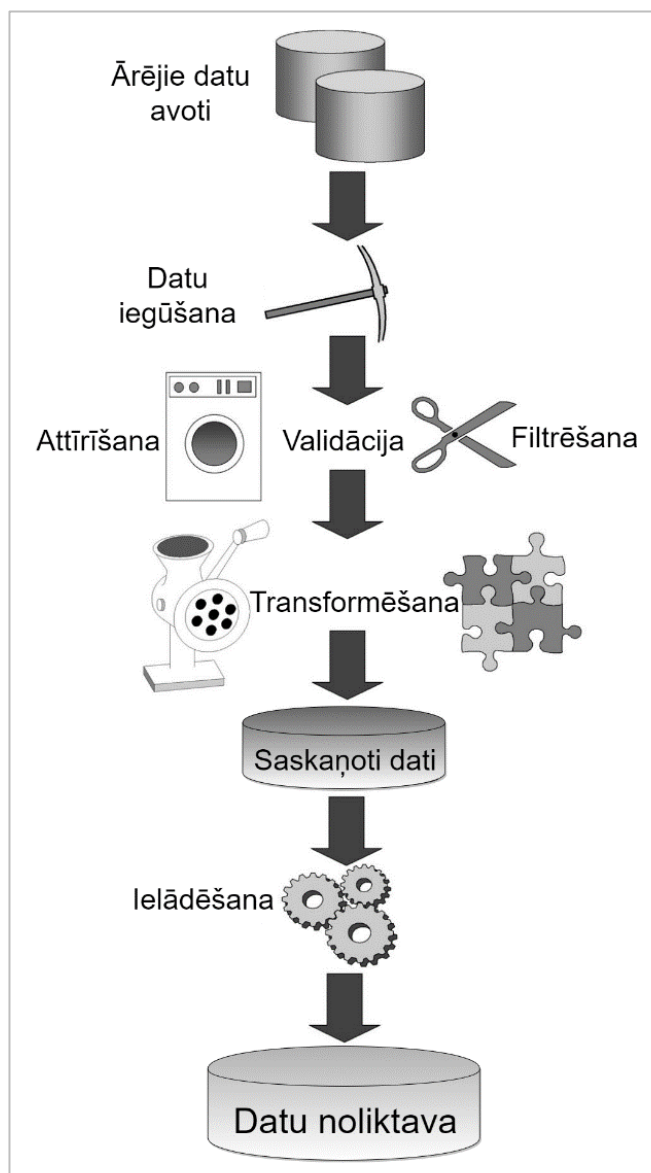 Ārējie datu
avoti
Datu
iegūšana
Attīrīšana
Validācija
Filtrēšana
Transformēšana
Saskaņoti dati
Ielādēšana
Datu noliktava